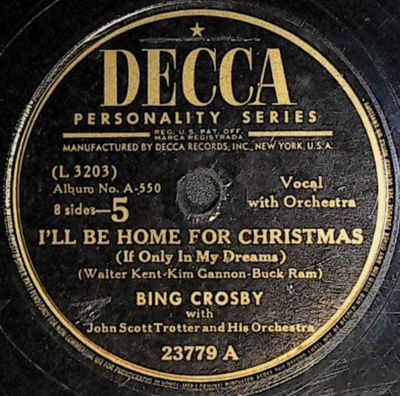 DECCA
PERSONALITY SERIES
REG. U.S. PAT. OFF.
MARCA REGISTRADA
MANUFACTURED BY DECCA RECORDS, INC., NEW YORK, U.S.A.
(L 3203)
Album No. A-550
8 sides—5
Vocal
with Orchestra
I'LL BE HOME FOR CHRISTMAS
(If Only In My Dreams)
(Walter Kent-Kim Gannon-Buck Ram)
BING CROSBY
with
John Scott Trotter and His Orchestra
23779 A